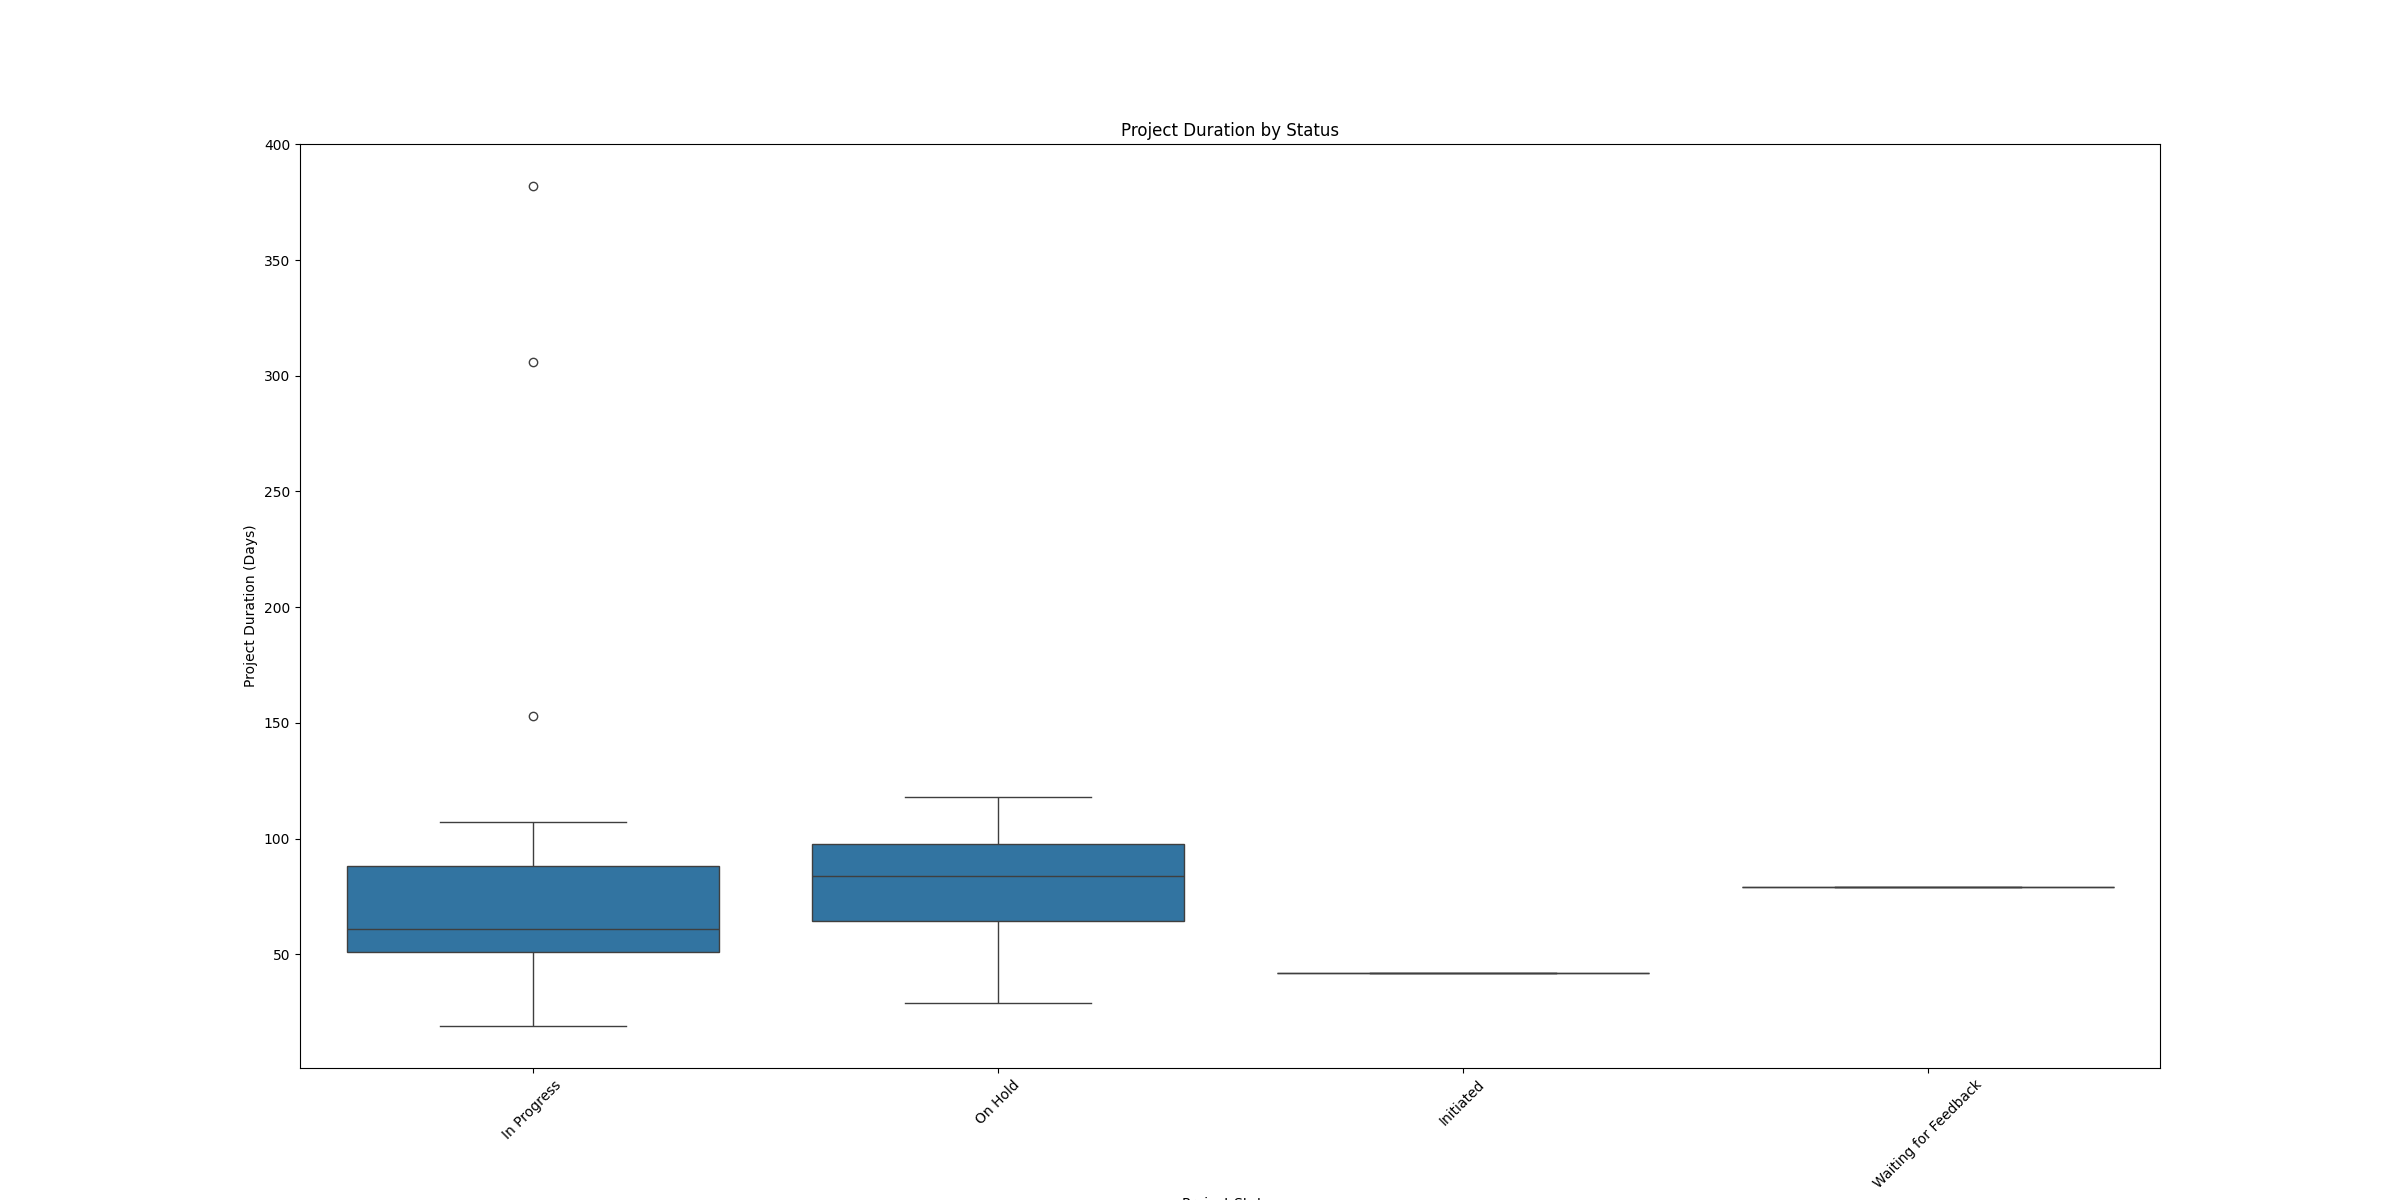 Project Duration by Status
400
350
300
250
200
150
100
50
Project Duration (Days)
In Progress
On Hold
Initiated
Waiting for Feedback